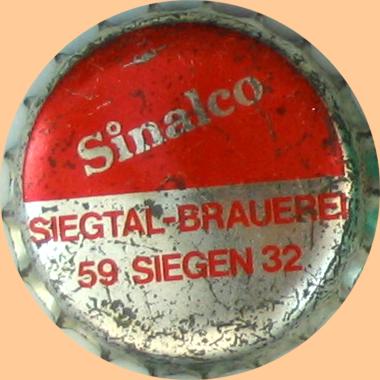 Sinalco
SIEGTAL-BRAUEREI
59 SIEGEN 32